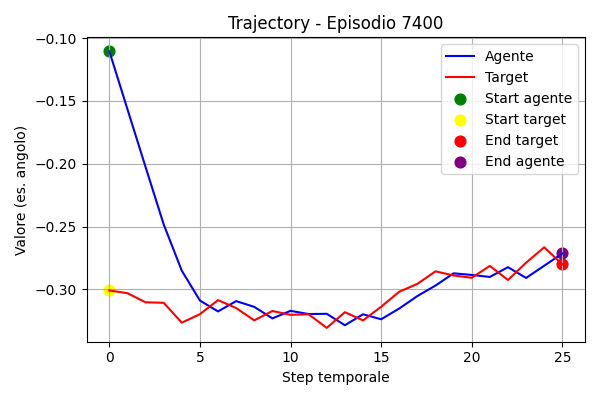 Trajectory - Episodio 7400
Agente
Target
Start agente
Start target
End target
End agente
Valore (es. angolo)
−0.10
−0.15
−0.20
−0.25
−0.30
0
5
10
15
20
25
Step temporale